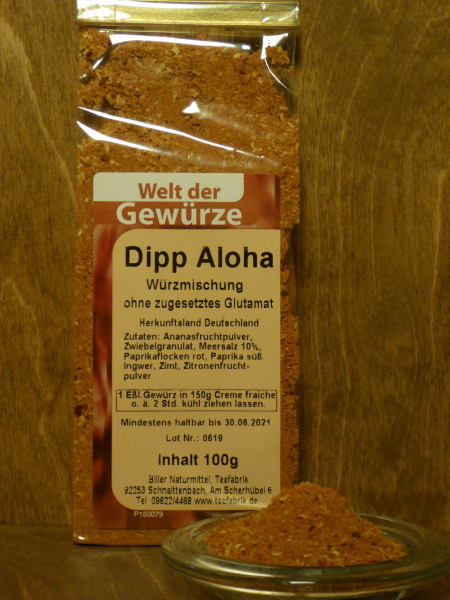 Welt der
Gewürze
Dipp Aloha
Würzmischung
ohne zugesetztes Glutamat
Herkunftsland Deutschland
Zutaten: Ananasfruchtpulver,
Zwiebelgranulat, Meersalz 10%,
Paprikaflocken rot, Paprika süß,
Ingwer, Zimt, Zitronenfrucht-
pulver
1 Eßl.Gewürz in 150g Creme fraiche
o. ä. 2 Std. kühl ziehen lassen.
Mindestens haltbar bis 30.06.2021
Lot Nr.: 0619
Inhalt 100g
Biller Naturmittel, Teefabrik
92253 Schnaittenbach, Am Scherhübel 6
Tel. 09622/4469 www.teefabrik.de
P150079